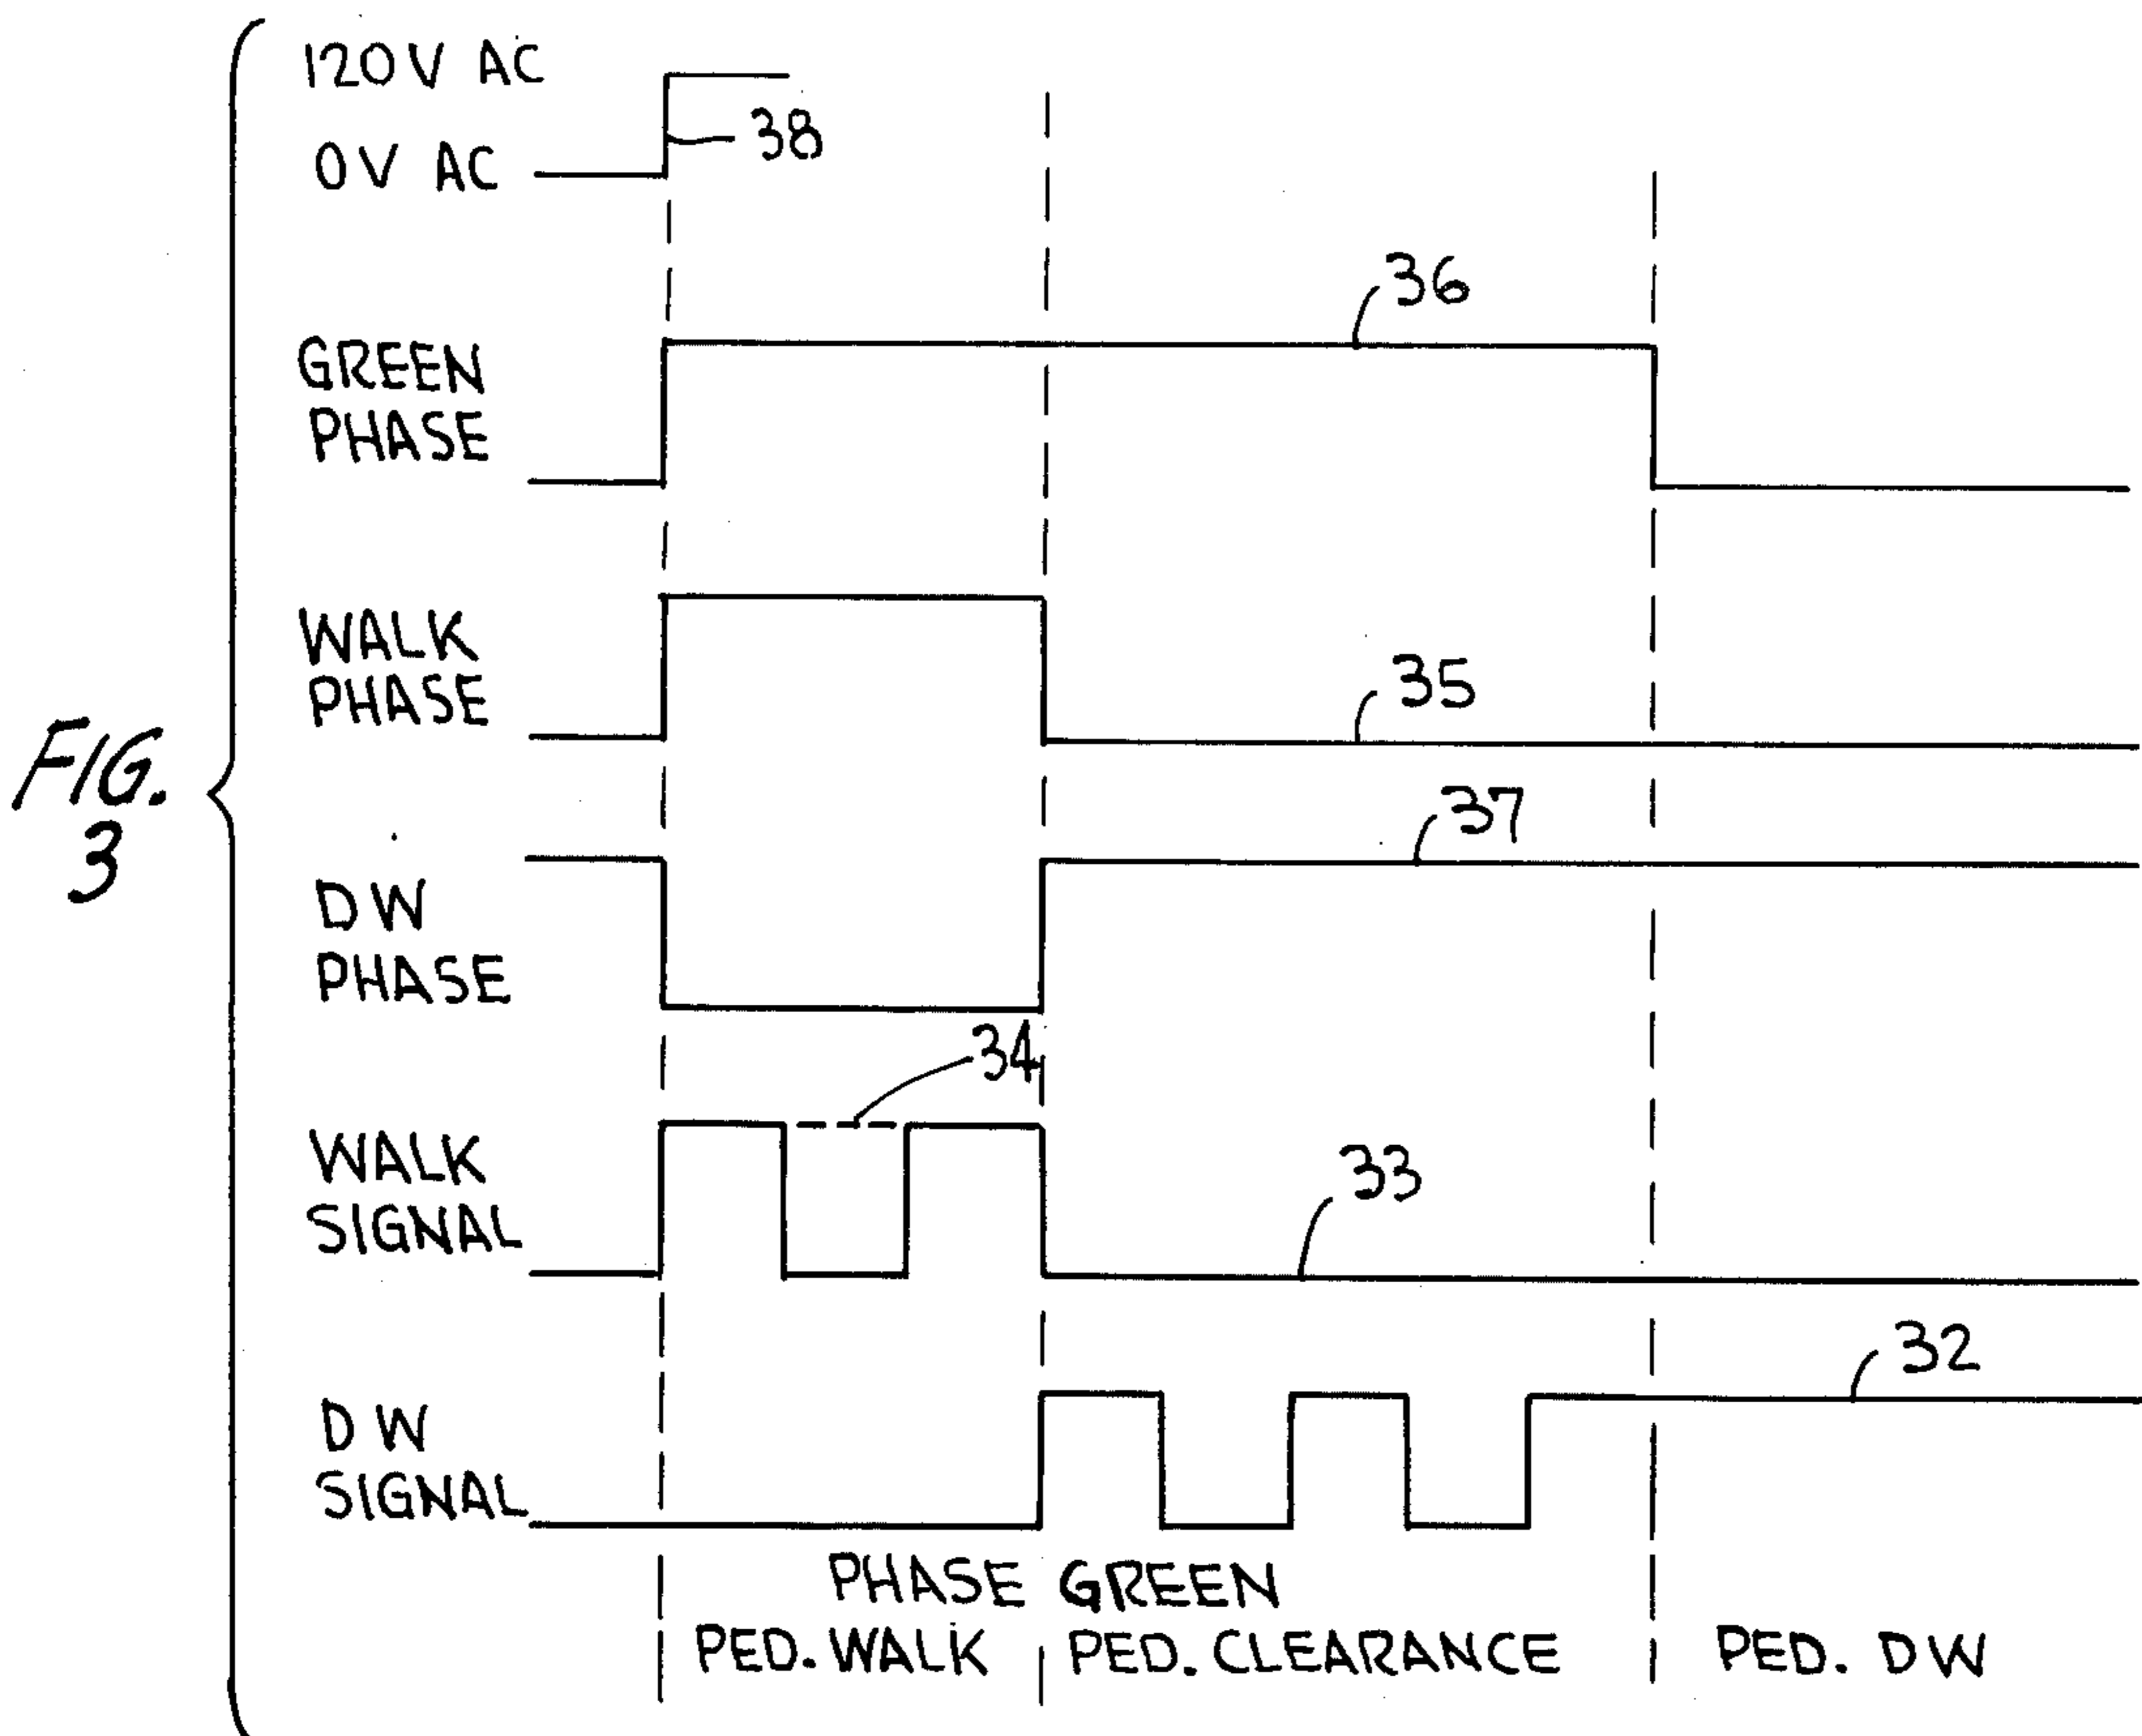 120V AC
38
0V AC
36
GREEN
PHASE
WALK
PHASE
35
FIG.
3
37
DW
PHASE
34
WALK
SIGNAL
33
32
DW
SIGNAL
PHASE GREEN
PED. WALK
PED. CLEARANCE
PED. DW